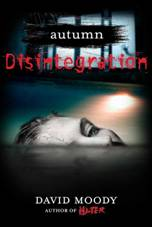 autumn
Disintegration
DAVID MOODY
AUTHOR OF HATER